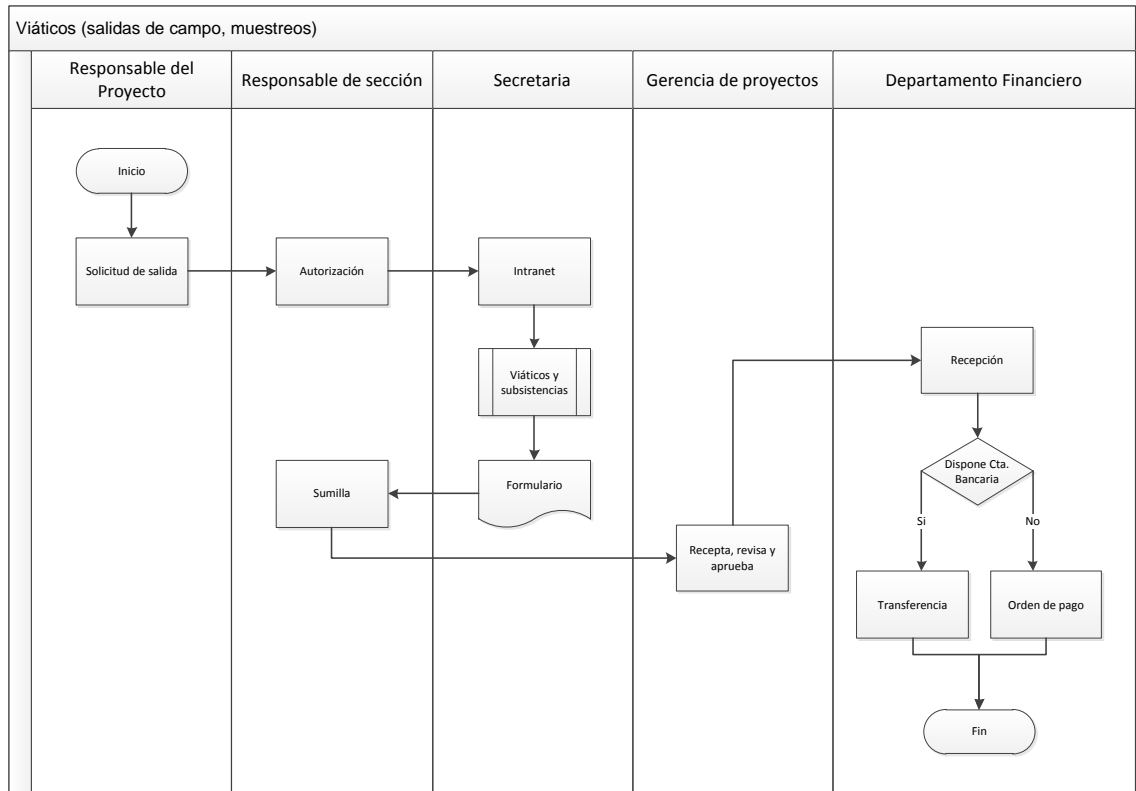 Viáticos (salidas de campo, muestreos)
Responsable del
Proyecto
Responsable de sección
Secretaria
Gerencia de proyectos
Departamento Financiero
Inicio
Solicitud de salida
Autorización
Intranet
Viáticos y
subsistencias
Formulario
Sumilla
Recepta, revisa y
aprueba
Recepción
Dispone Cta.
Bancaria
Si
No
Transferencia
Orden de pago
Fin